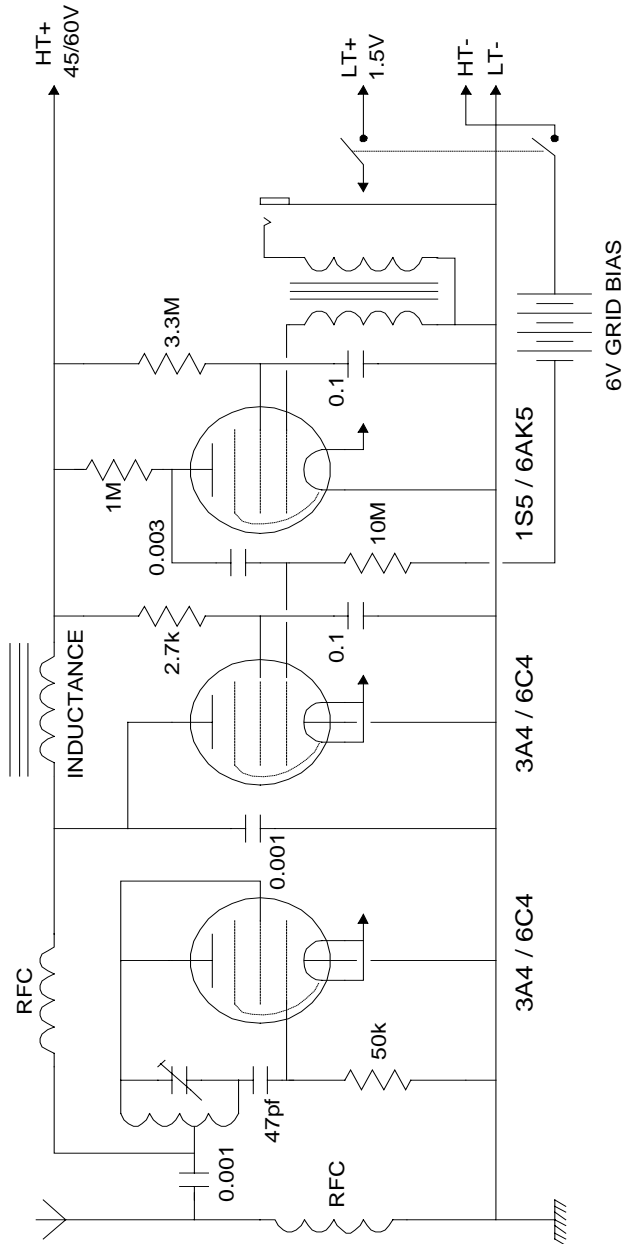 RFC
INDUCTANCE
HT+
45/60V
0.001
47pf
50k
RFC
0.001
2.7k
0.1
0.003
10M
1M
3.3M
0.1
LT+
1.5V
HT-
LT-
3A4 / 6C4
3A4 / 6C4
1S5 / 6AK5
6V GRID BIAS